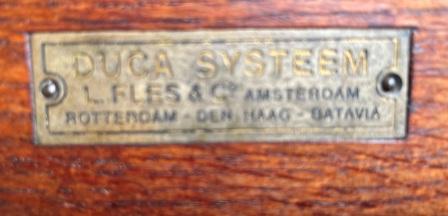 DUCA SYSTEEM
L. FLES & Co AMSTERDAM
ROTTERDAM - DEN HAAG - BATAVIA